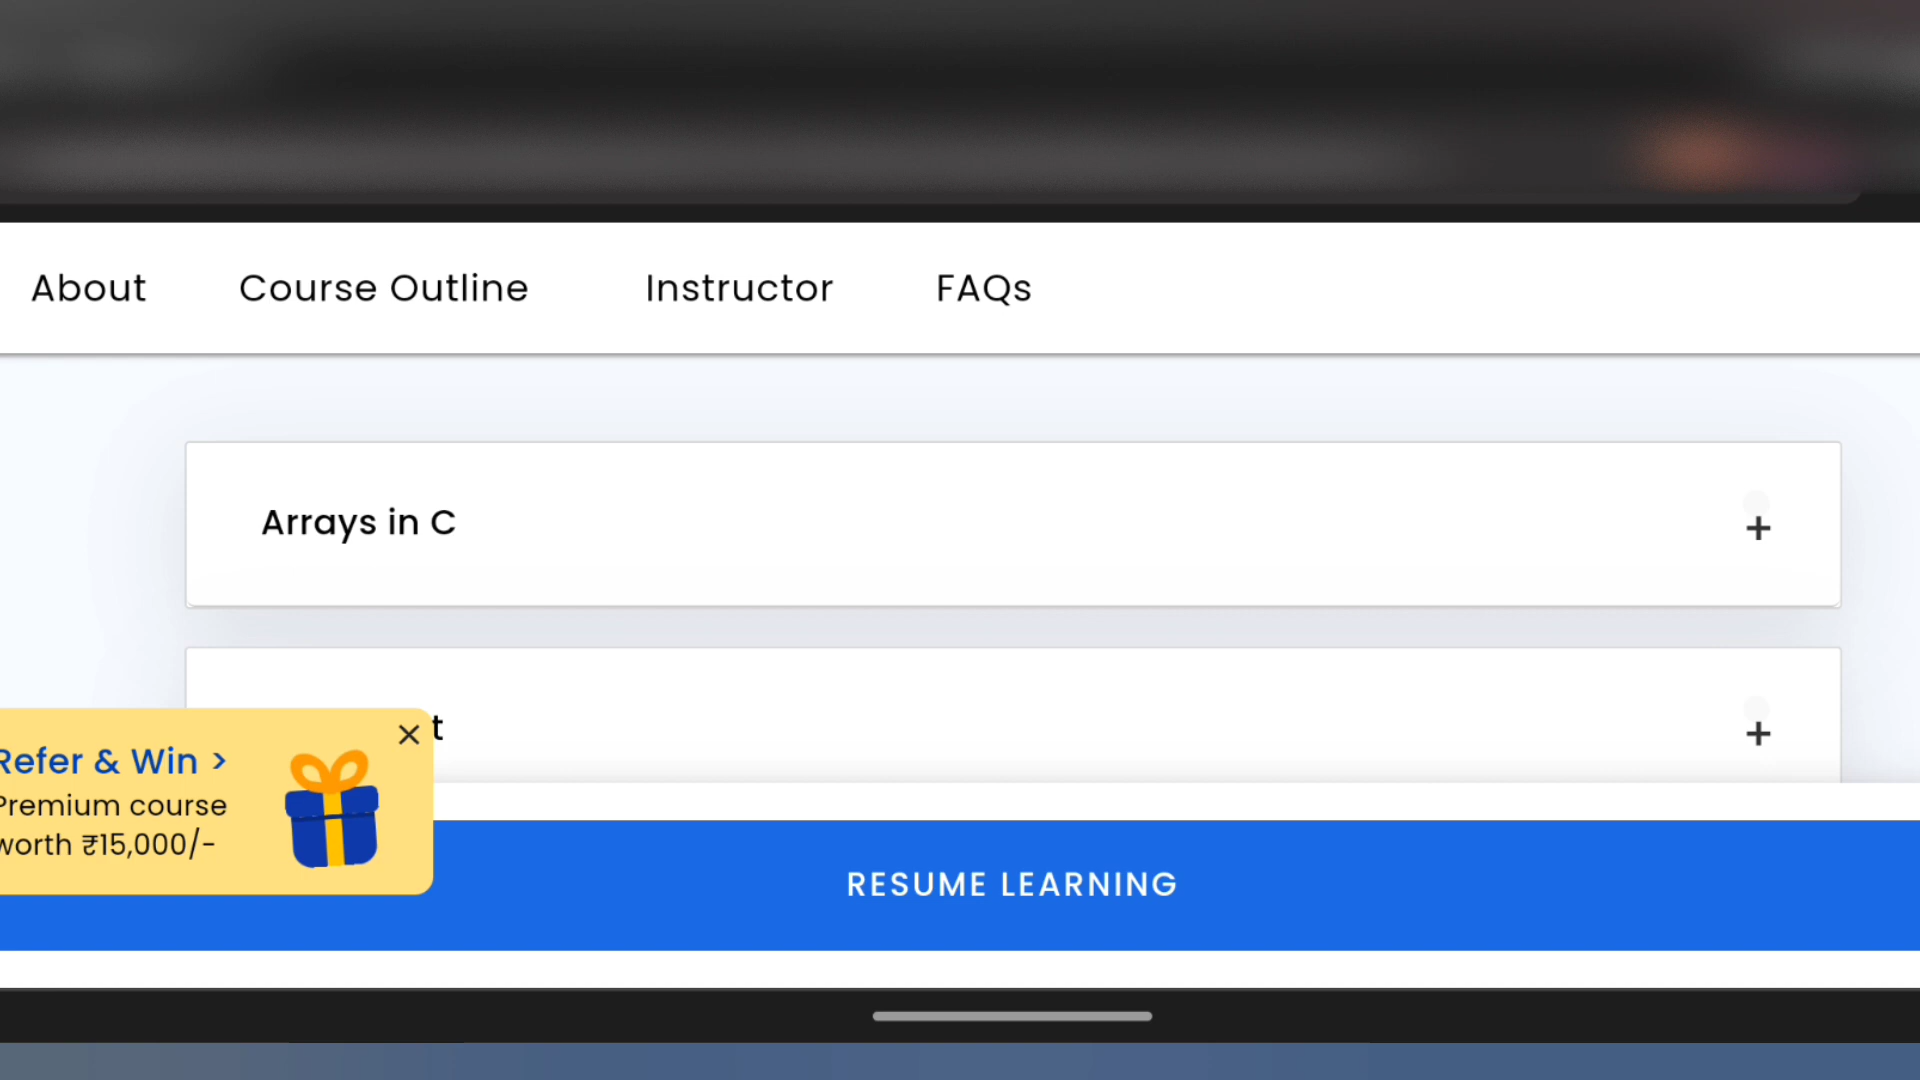 About Course Outline Instructor FAQs
Arrays in C
+
+
Refer & Win >
Premium course
worth ₹15,000/-
RESUME LEARNING